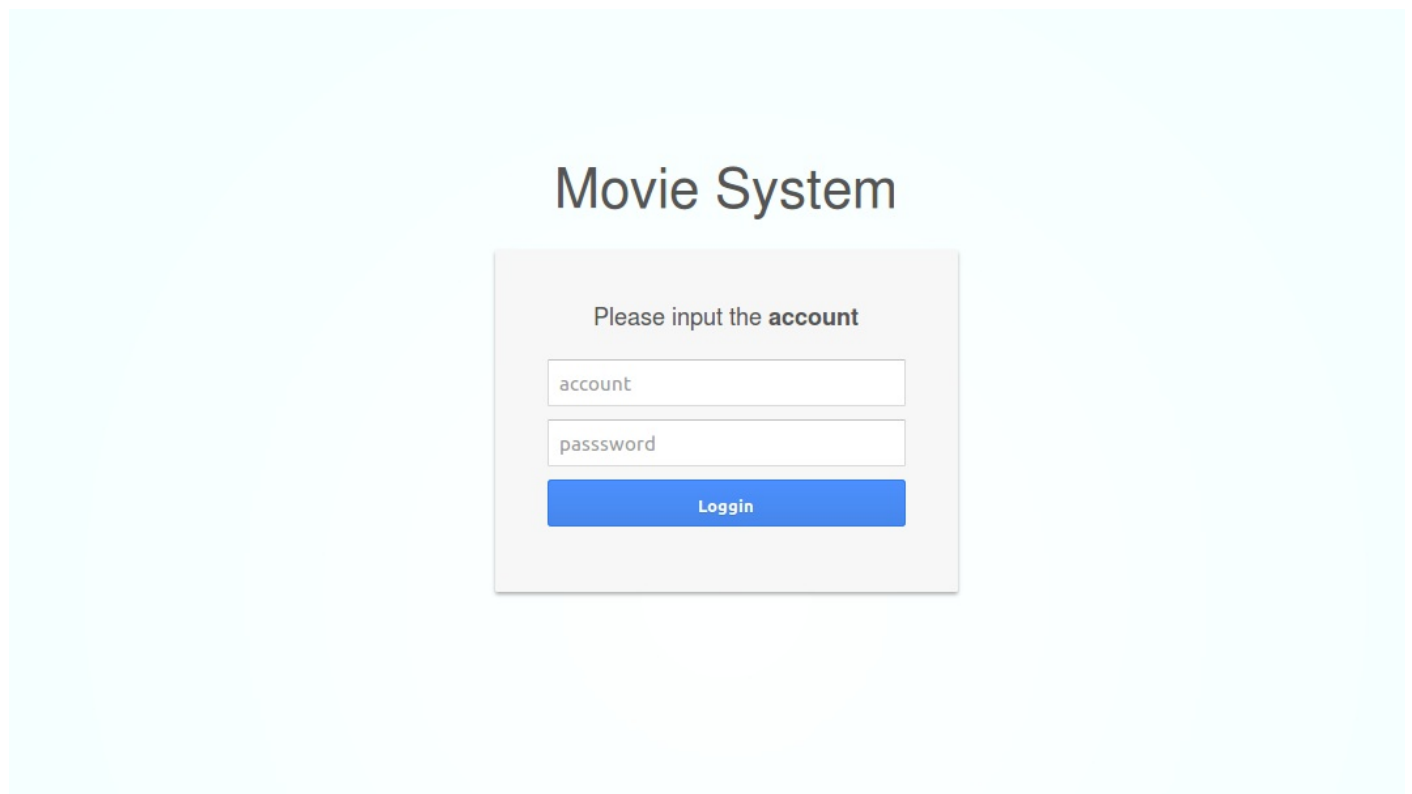 Movie System
Please input the account
account
passsword
Loggin